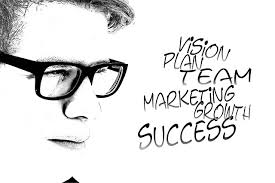 VISION
PLAN
TEAM
MARKETING
GROWTH
SUCCESS